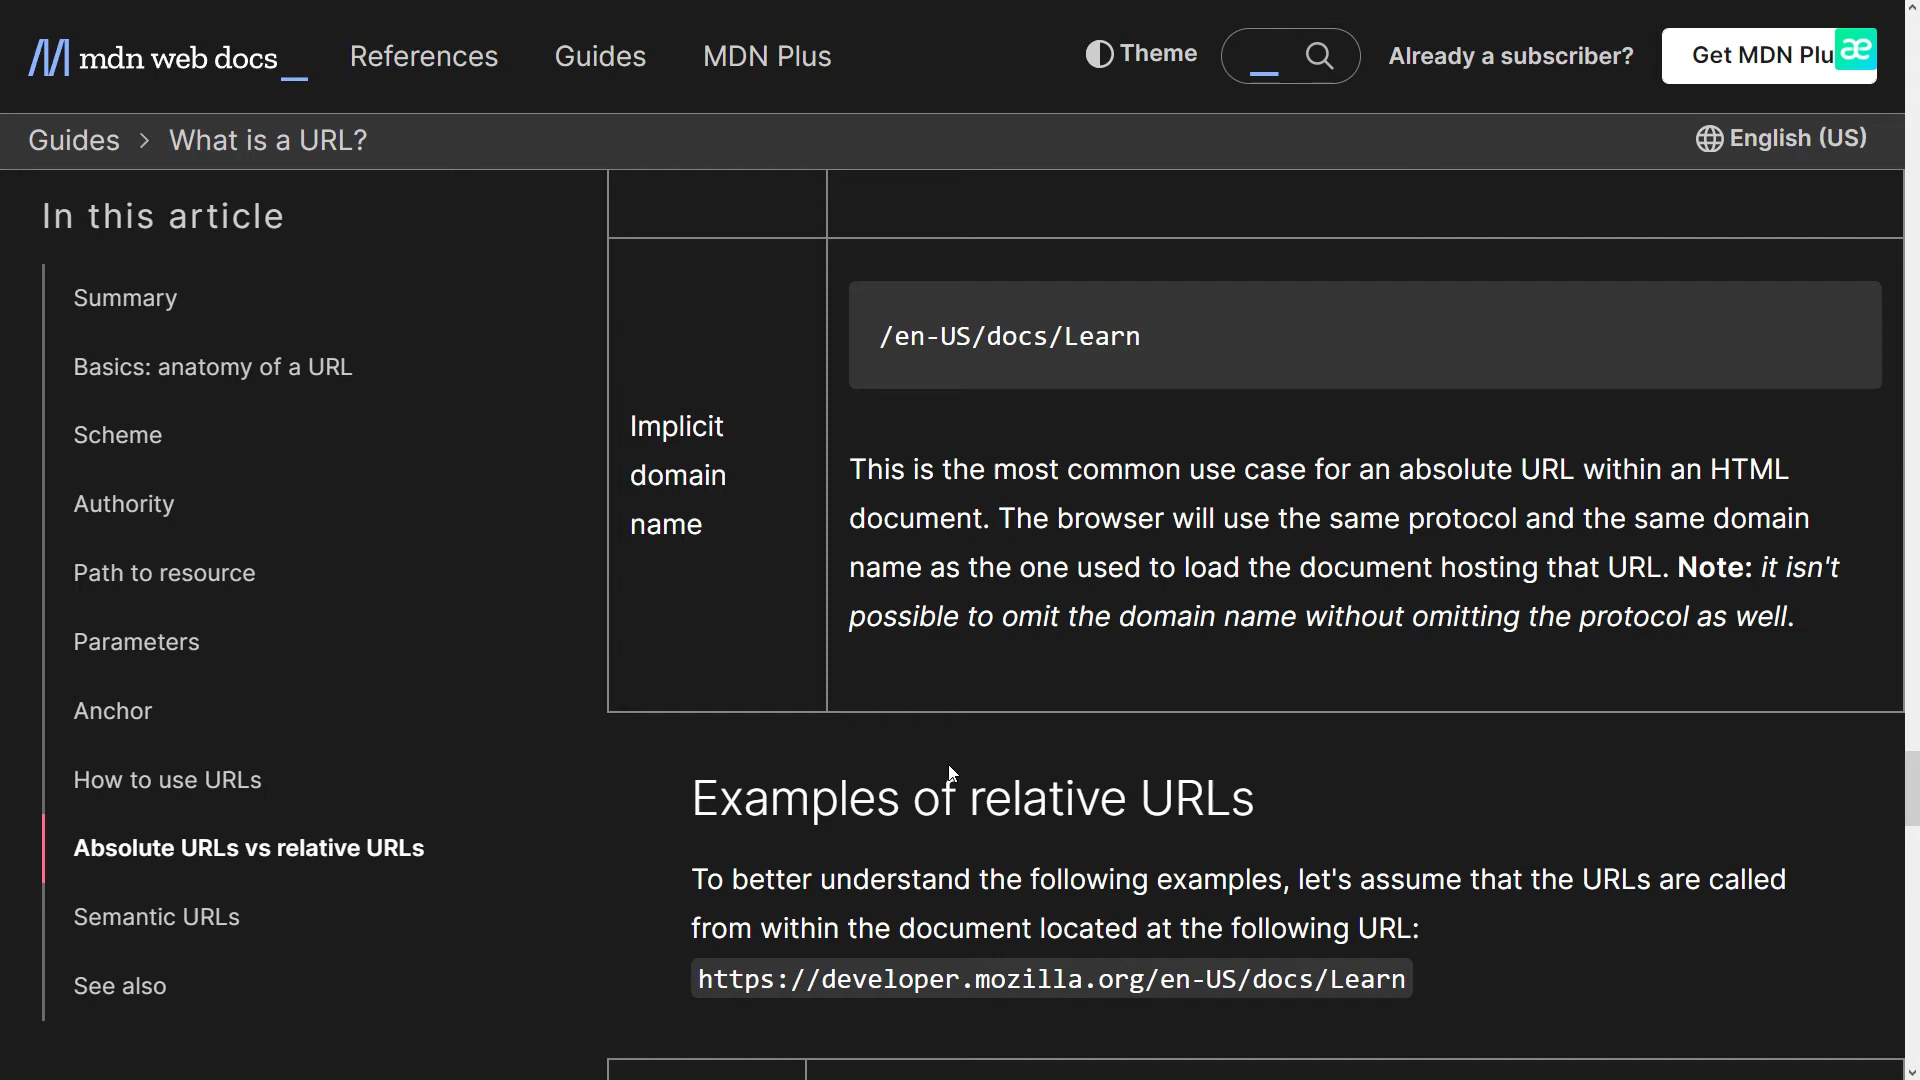 mdn web docs_
References
Guides
MDN Plus
Theme
Already a subscriber?
Get MDN Plu
æ
Guides > What is a URL?
English (US)
In this article
Summary
Basics: anatomy of a URL
Scheme
Authority
Path to resource
Parameters
Anchor
How to use URLs
Absolute URLs vs relative URLs
Semantic URLs
See also
Implicit
domain
name
/en-US/docs/Learn
This is the most common use case for an absolute URL within an HTML
document. The browser will use the same protocol and the same domain
name as the one used to load the document hosting that URL. Note: it isn't
possible to omit the domain name without omitting the protocol as well.
Examples of relative URLs
To better understand the following examples, let's assume that the URLs are called
from within the document located at the following URL:
https://developer.mozilla.org/en-US/docs/Learn